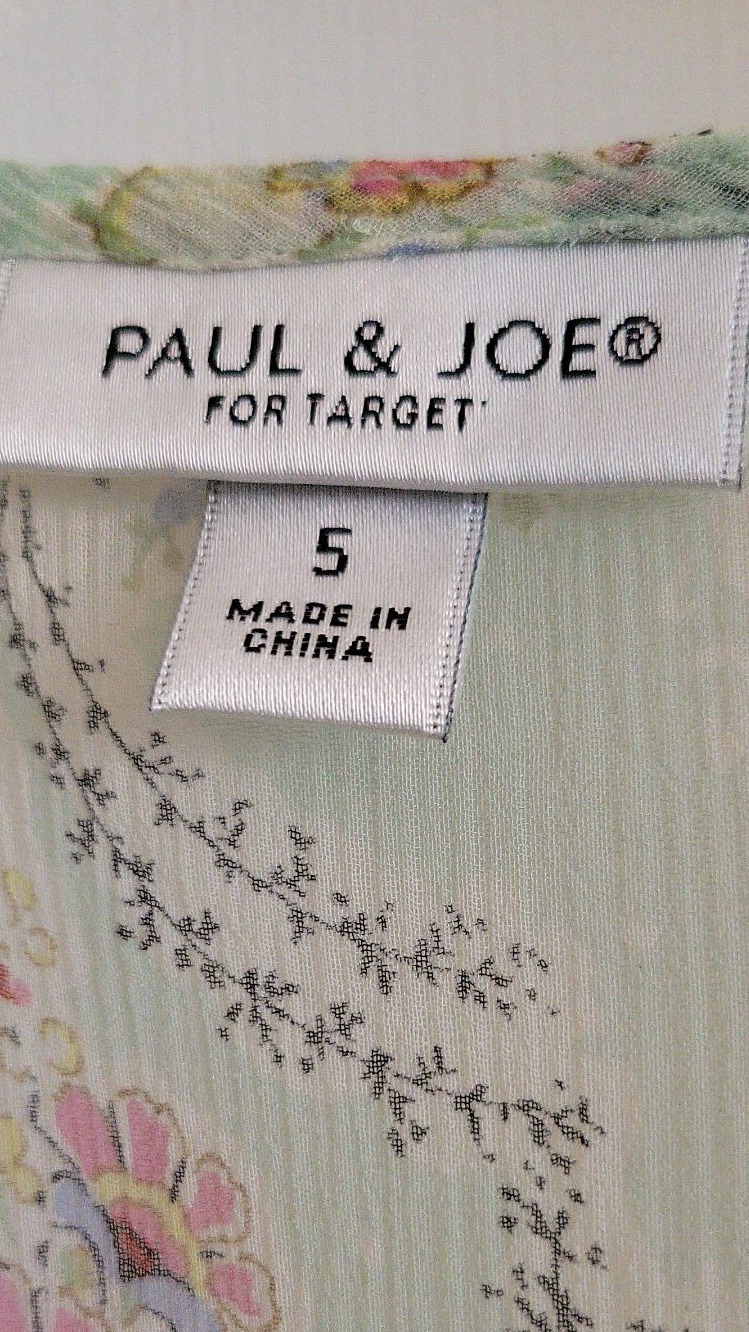 PAUL & JOE®
FOR TARGET
5
MADE IN
CHINA